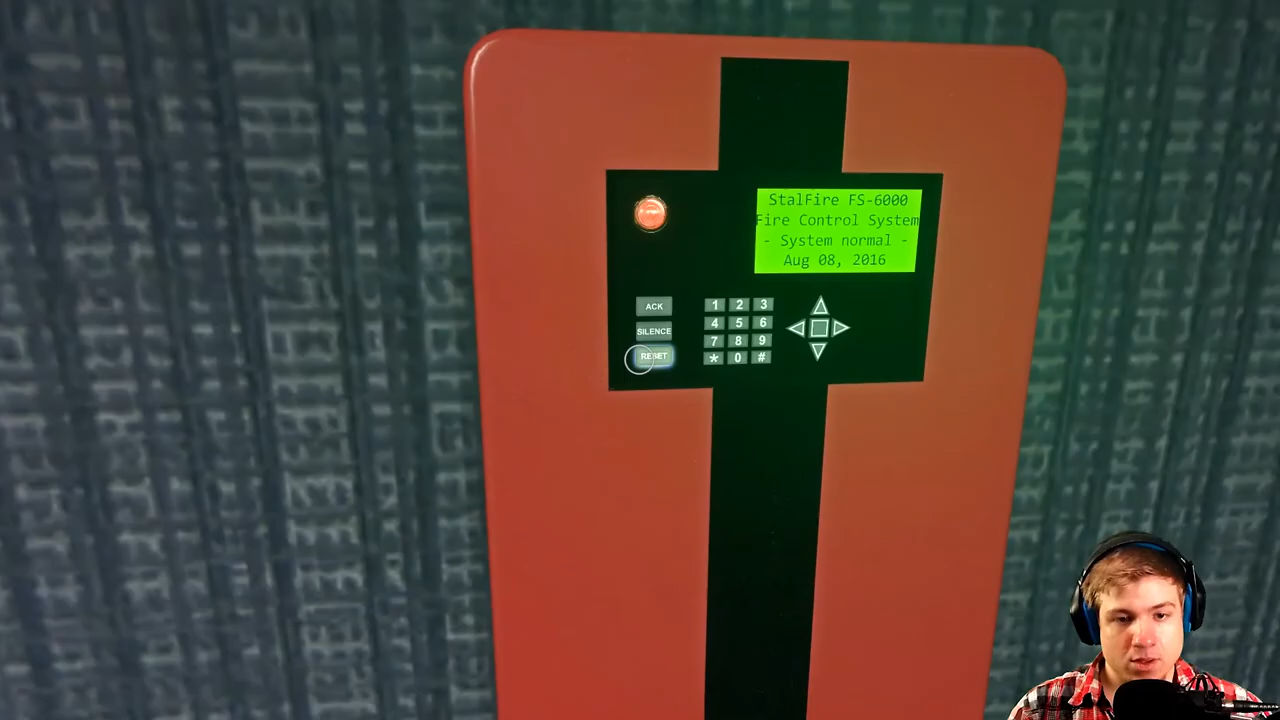 StalFire FS-6000
Fire Control System
- System normal -
Aug 08, 2016
ACK
SILENCE
RESET
1 2 3
4 5 6
7 8 9
* 0 #